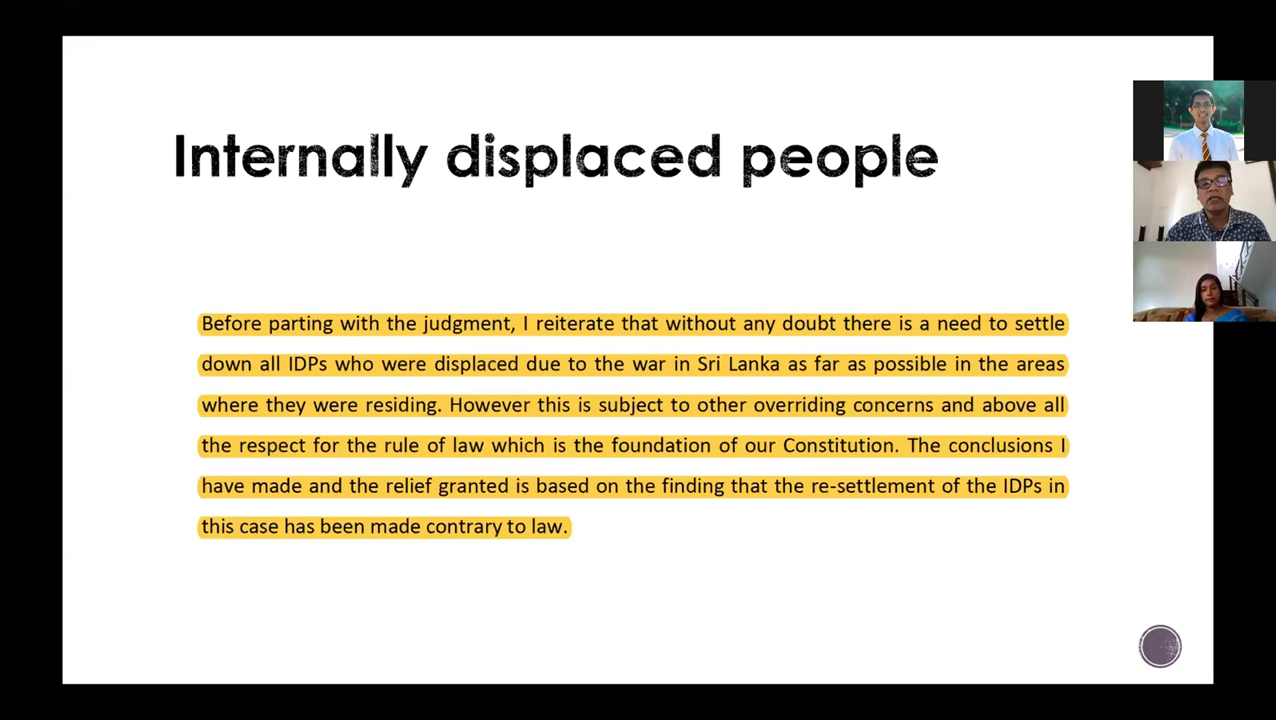 Internally displaced people
Before parting with the judgment, I reiterate that without any doubt there is a need to settle
down all IDPs who were displaced due to the war in Sri Lanka as far as possible in the areas
where they were residing. However this is subject to other overriding concerns and above all
the respect for the rule of law which is the foundation of our Constitution. The conclusions I
have made and the relief granted is based on the finding that the re-settlement of the IDPs in
this case has been made contrary to law.